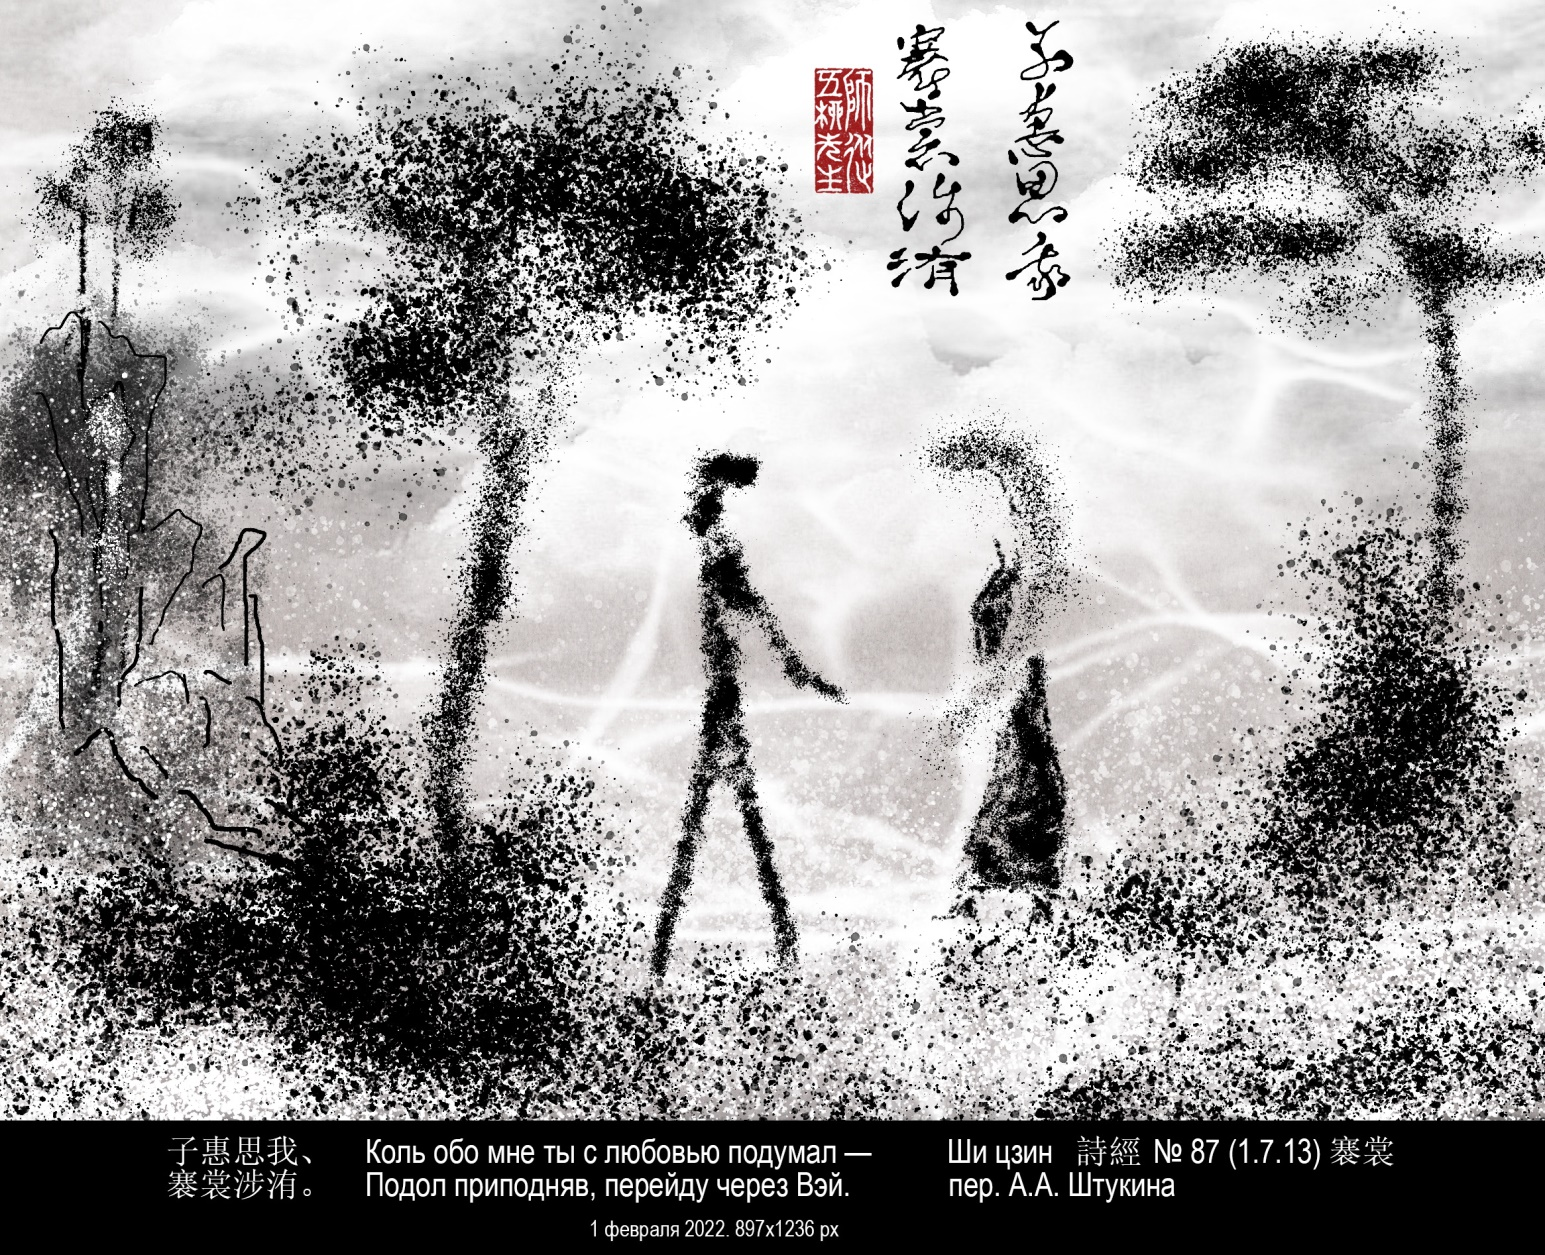 子惠思我
褰裳涉洧
子惠思我、
褰裳涉洧。
Коль обо мне ты с любовью подумал —
Подол приподняв, перейду через Вэй.
Ши цзин 詩經 № 87 (1.7.13) 褰裳
пер. А.А. Штукина
1 февраля 2022. 897x1236 px